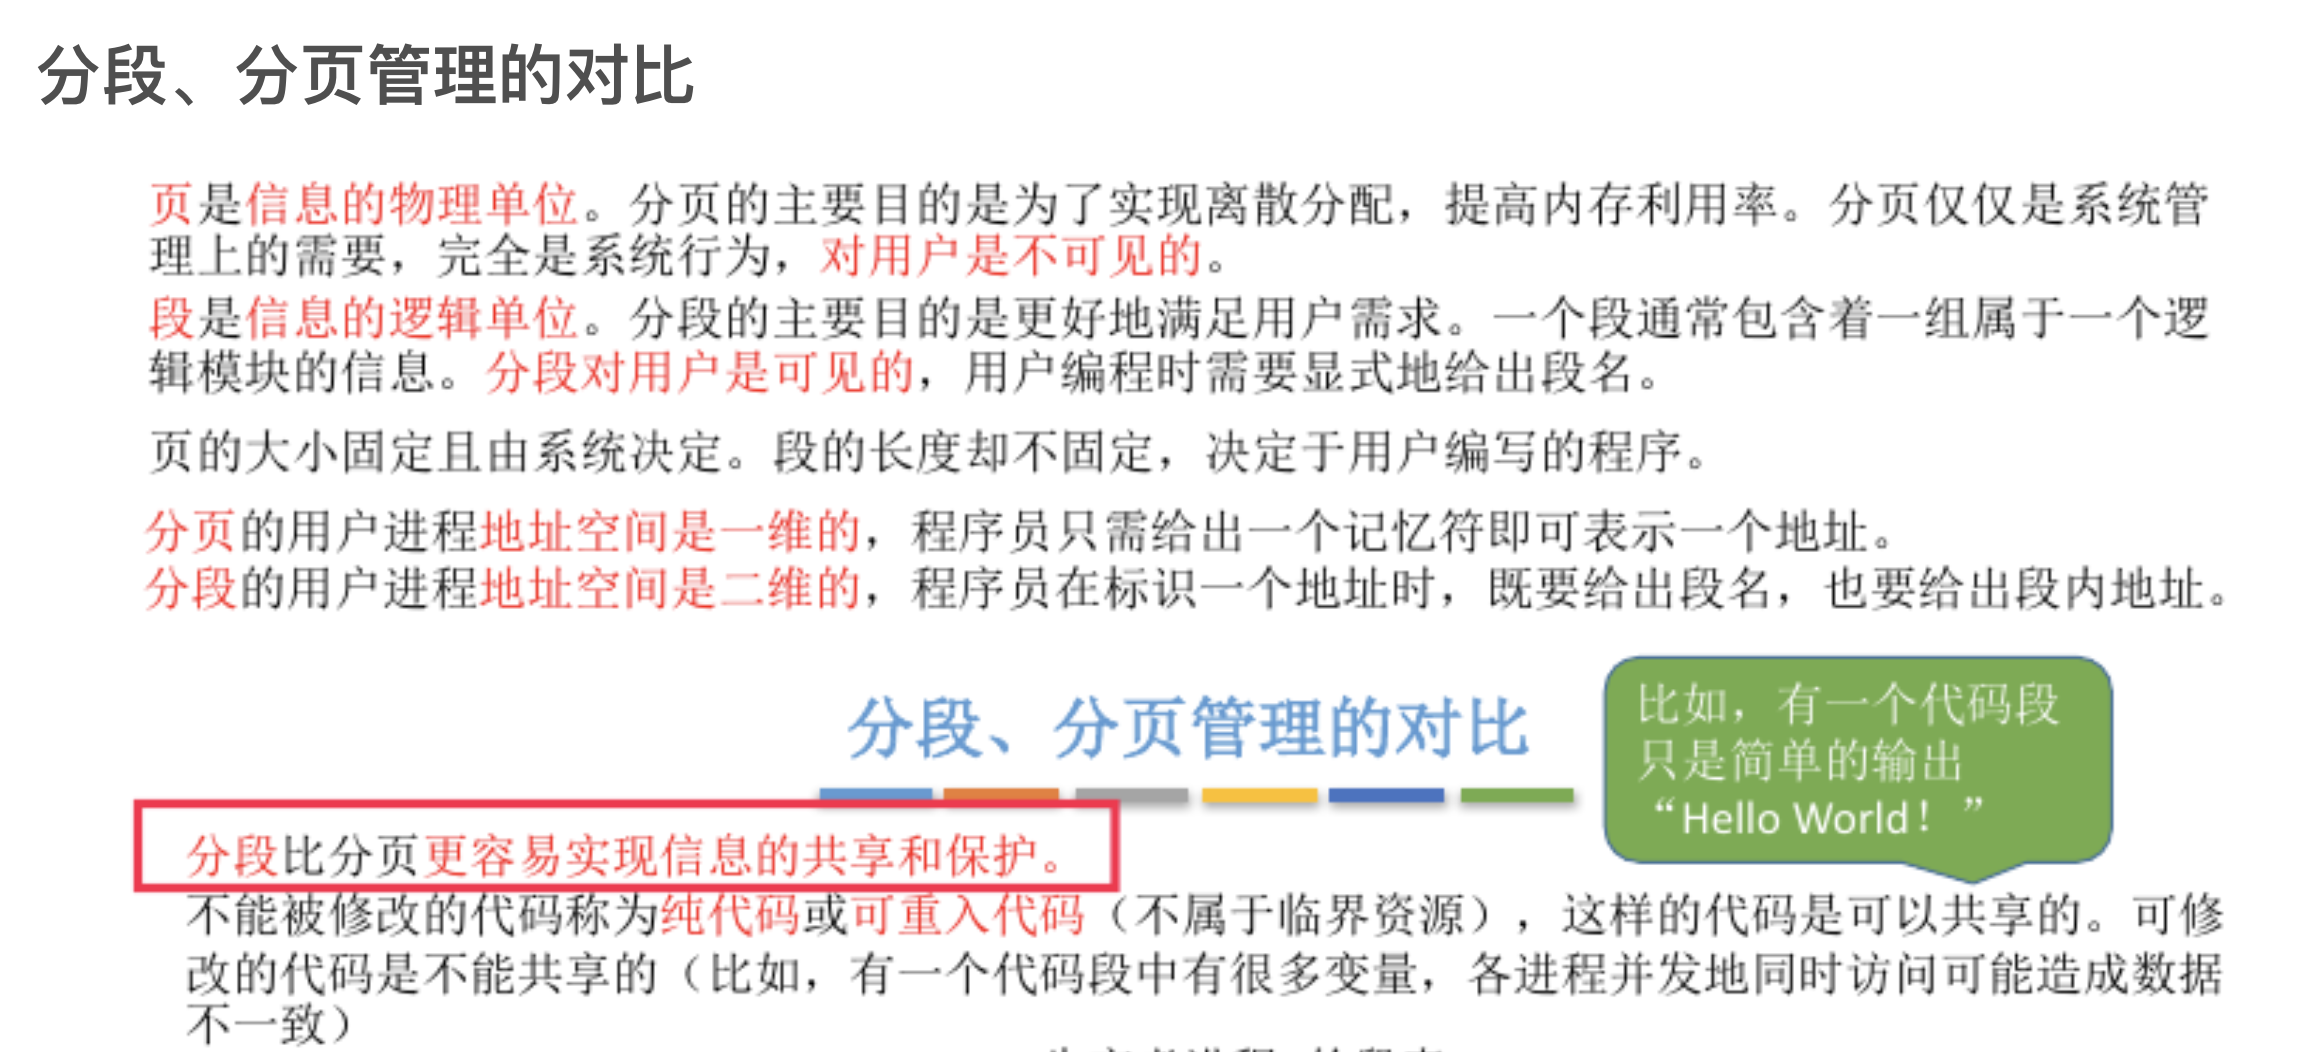 分段、分页管理的对比
页是信息的物理单位。分页的主要目的是为了实现离散分配，提高内存利用率。分页仅仅是系统管
理上的需要，完全是系统行为，对用户是不可见的。
段是信息的逻辑单位。分段的主要目的是更好地满足用户需求。一个段通常包含着一组属于一个逻
辑模块的信息。分段对用户是可见的，用户编程时需要显式地给出段名。
页的大小固定且由系统决定。段的长度却不固定，决定于用户编写的程序。
分页的用户进程地址空间是一维的，程序员只需给出一个记忆符即可表示一个地址。
分段的用户进程地址空间是二维的，程序员在标识一个地址时，既要给出段名，也要给出段内地址。
分段、分页管理的对比
比如，有一个代码段
只是简单的输出
“Hello World！”
分段比分页更容易实现信息的共享和保护。
不能被修改的代码称为纯代码或可重入代码（不属于临界资源），这样的代码是可以共享的。可修
改的代码是不能共享的（比如，有一个代码段中有很多变量，各进程并发地同时访问可能造成数据
不一致）